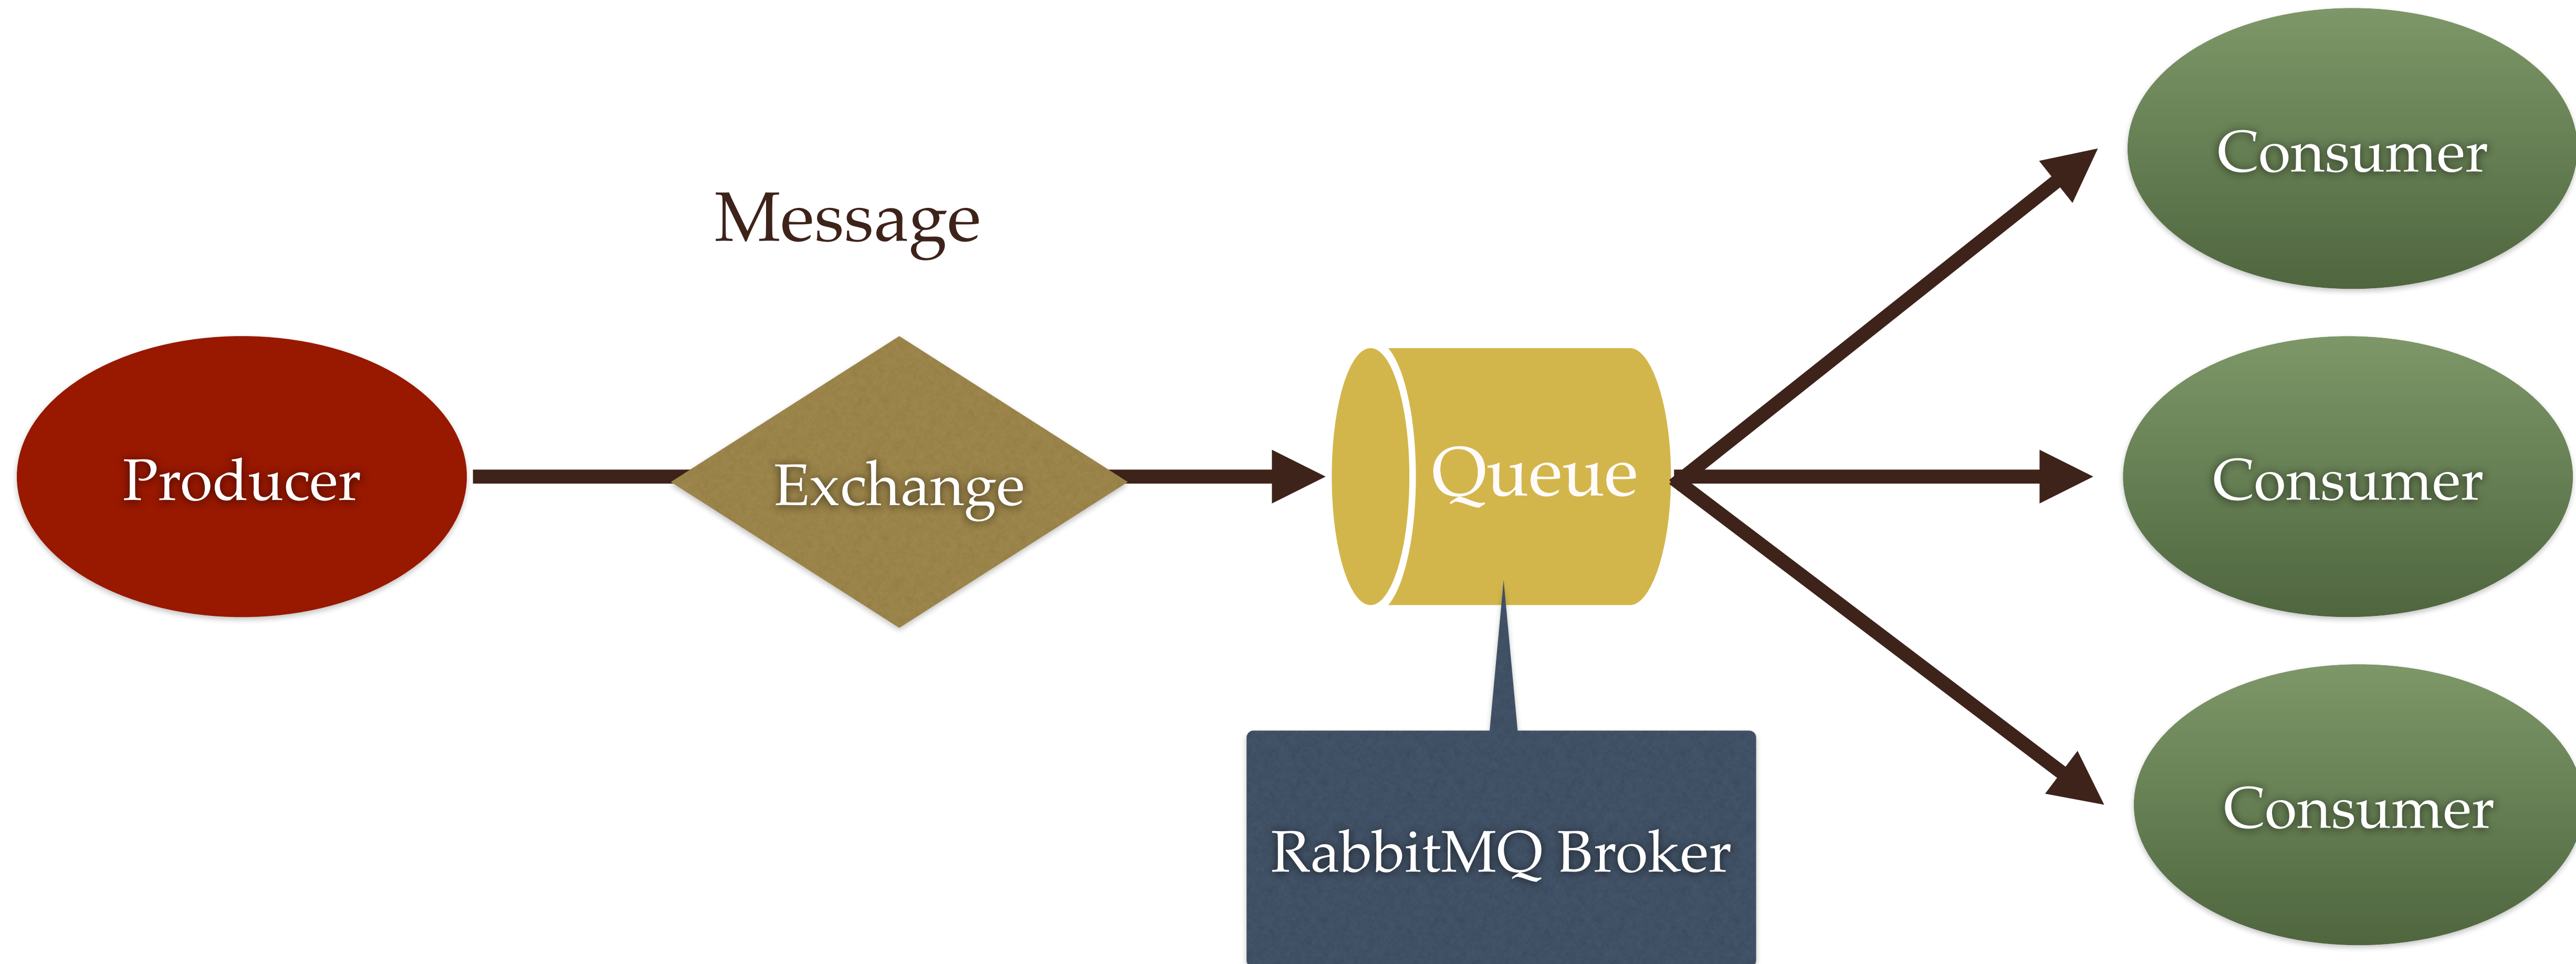 Consumer
Message
Producer
Exchange
Queue
Consumer
RabbitMQ Broker
Consumer